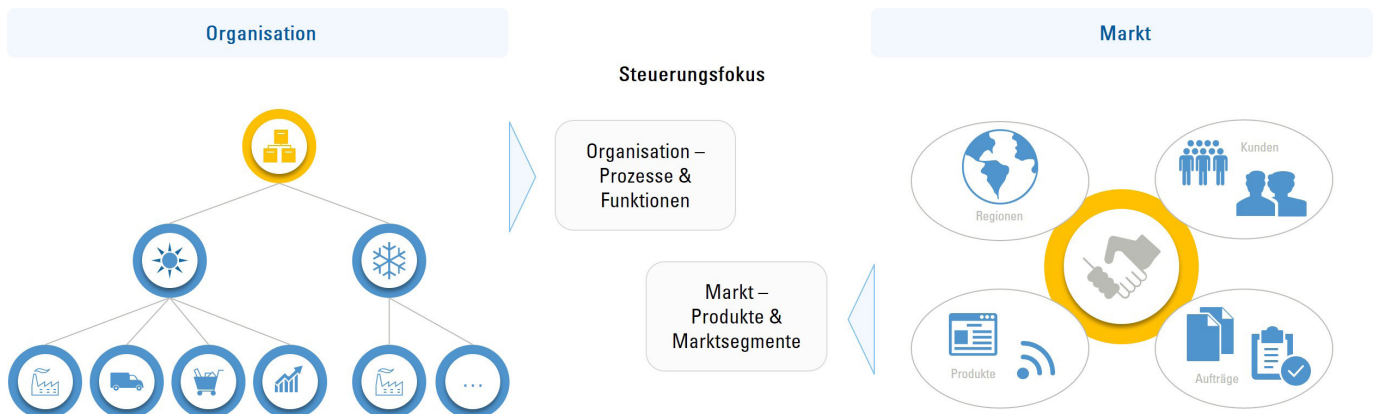 Organisation
Markt
Steuerungsfokus
Organisation –
Prozesse &
Funktionen
Markt –
Produkte &
Marktsegmente
Regionen
Kunden
Produkte
Aufträge
...